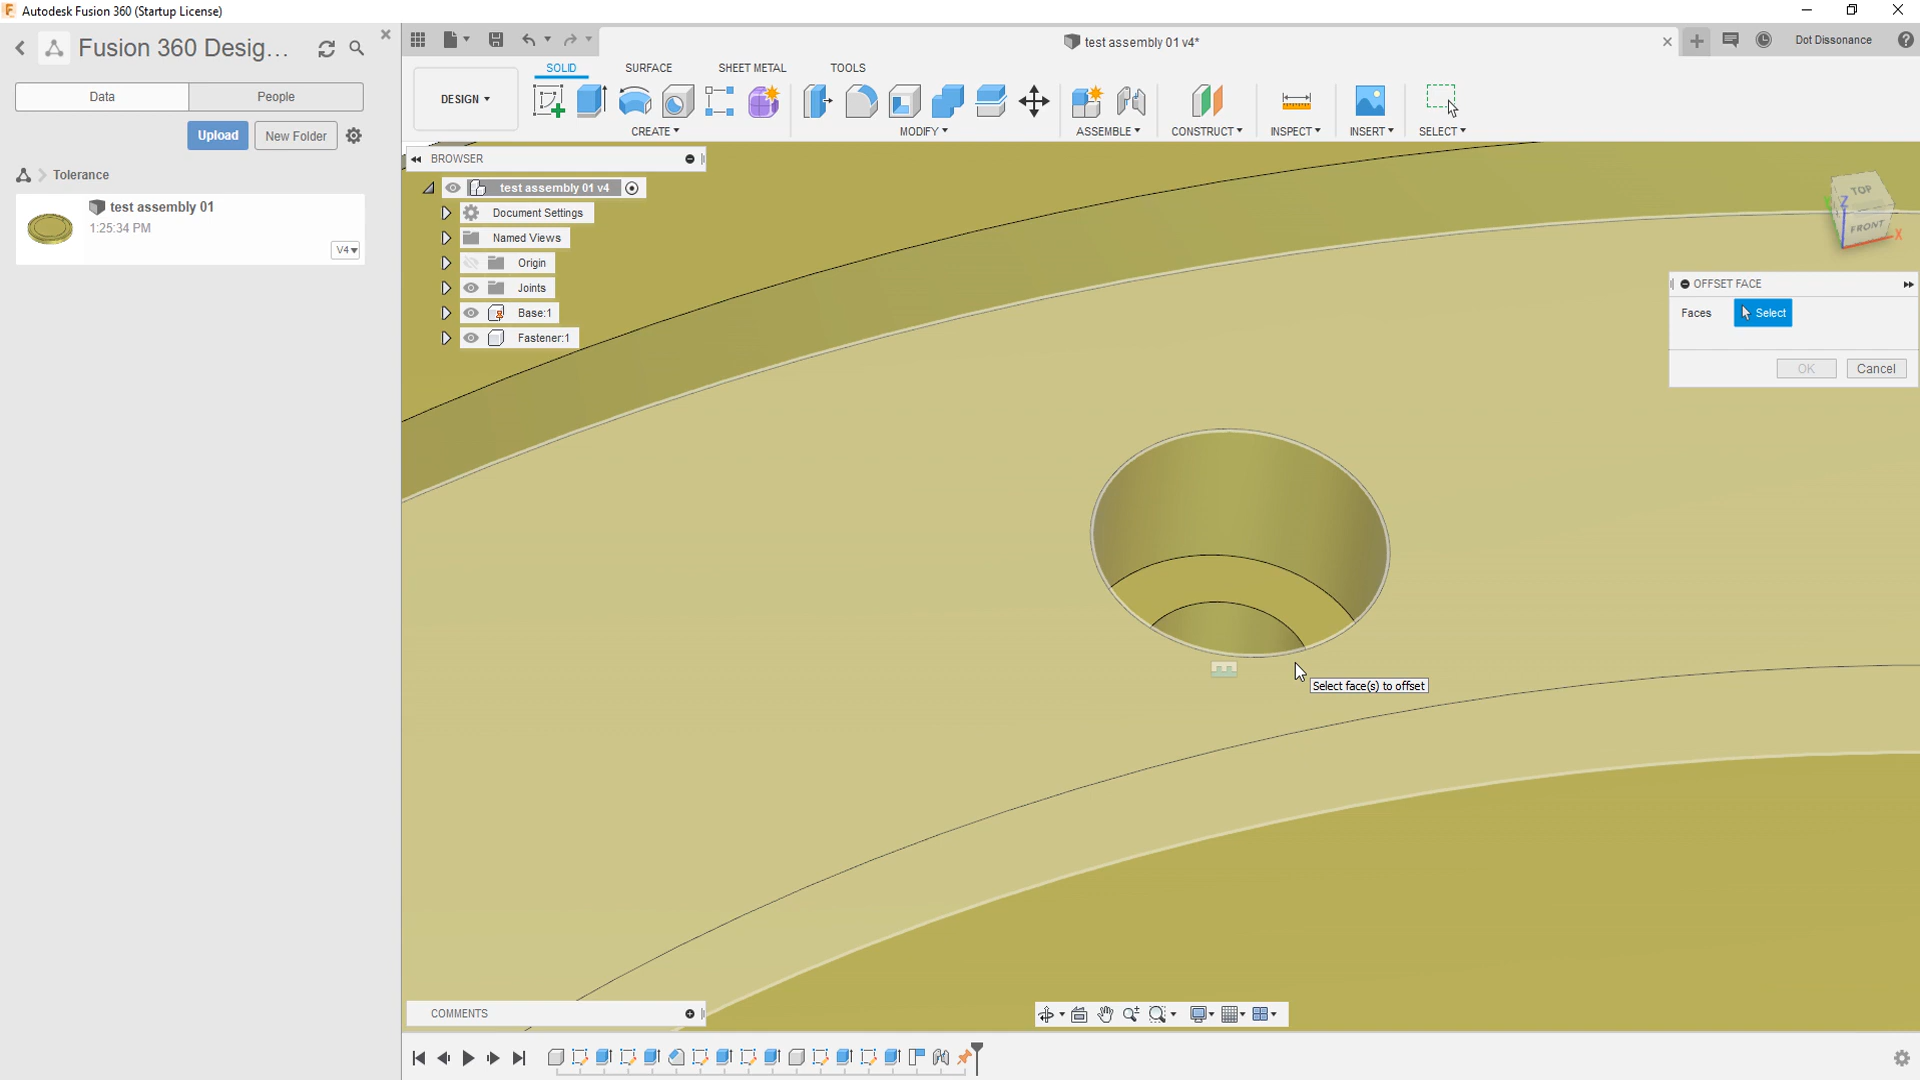 Autodesk Fusion 360 (Startup License)
Fusion 360 Desig...
Data
People
Upload
New Folder
Tolerance
test assembly 01
1:25:34 PM
V4
test assembly 01 v4*
Dot Dissonance
DESIGN
SOLID
SURFACE
SHEET METAL
TOOLS
CREATE
MODIFY
ASSEMBLE
CONSTRUCT
INSPECT
INSERT
SELECT
BROWSER
test assembly 01 v4
Document Settings
Named Views
Origin
Joints
Base:1
Fastener:1
TOP
FRONT
Z
X
OFFSET FACE
Faces
Select
OK
Cancel
Select face(s) to offset
COMMENTS